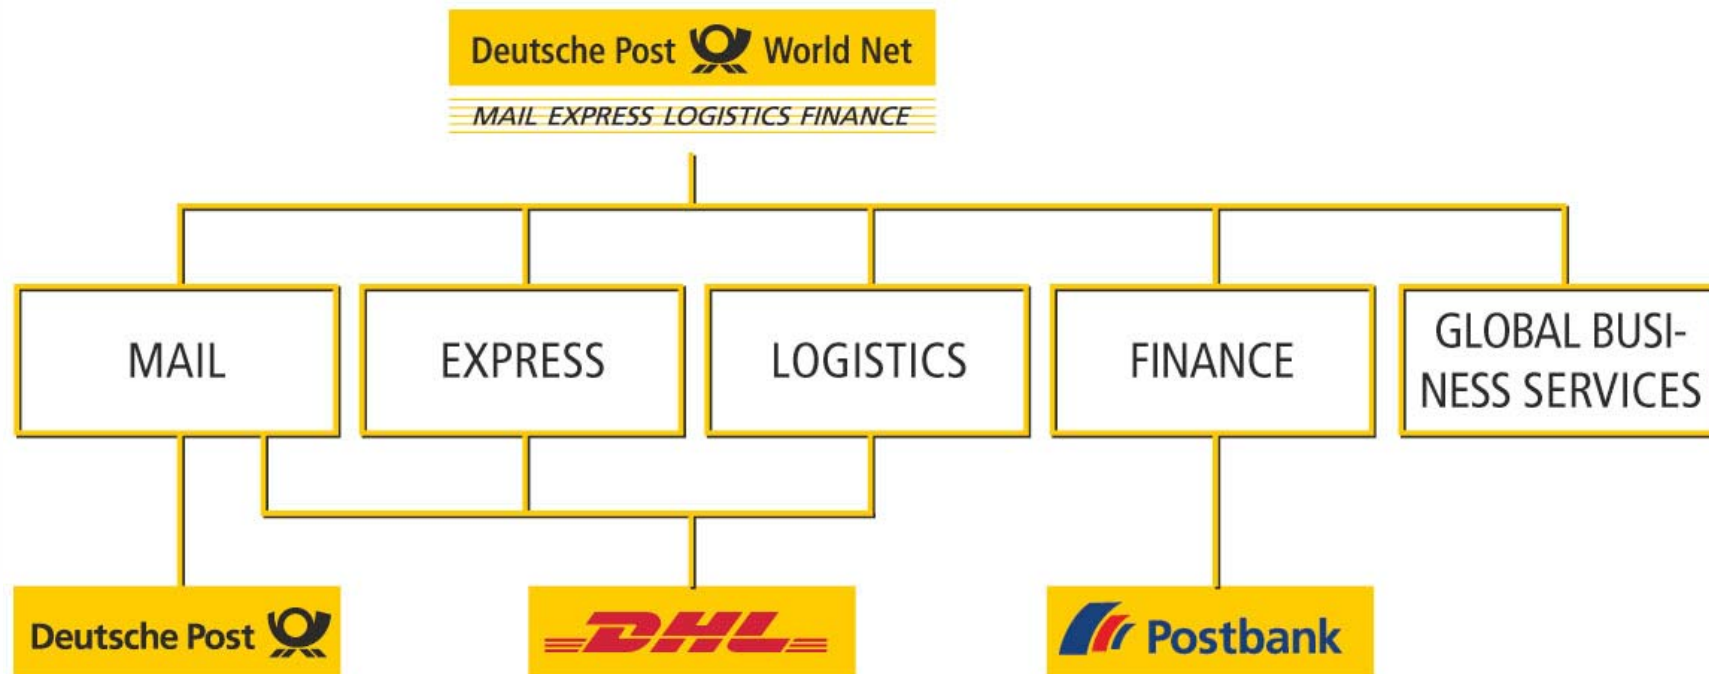 Deutsche Post World Net
MAIL EXPRESS LOGISTICS FINANCE
MAIL
EXPRESS
LOGISTICS
FINANCE
GLOBAL BUSI-
NESS SERVICES
Deutsche Post
DHL
Postbank